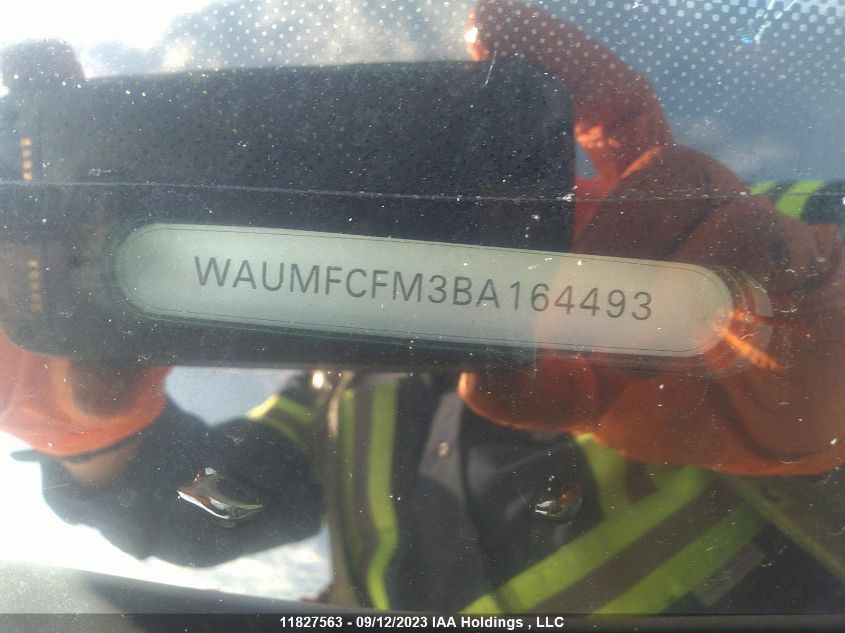 WAUMFCFM3BA164493
11827563 - 09/12/2023 IAA Holdings , LLC